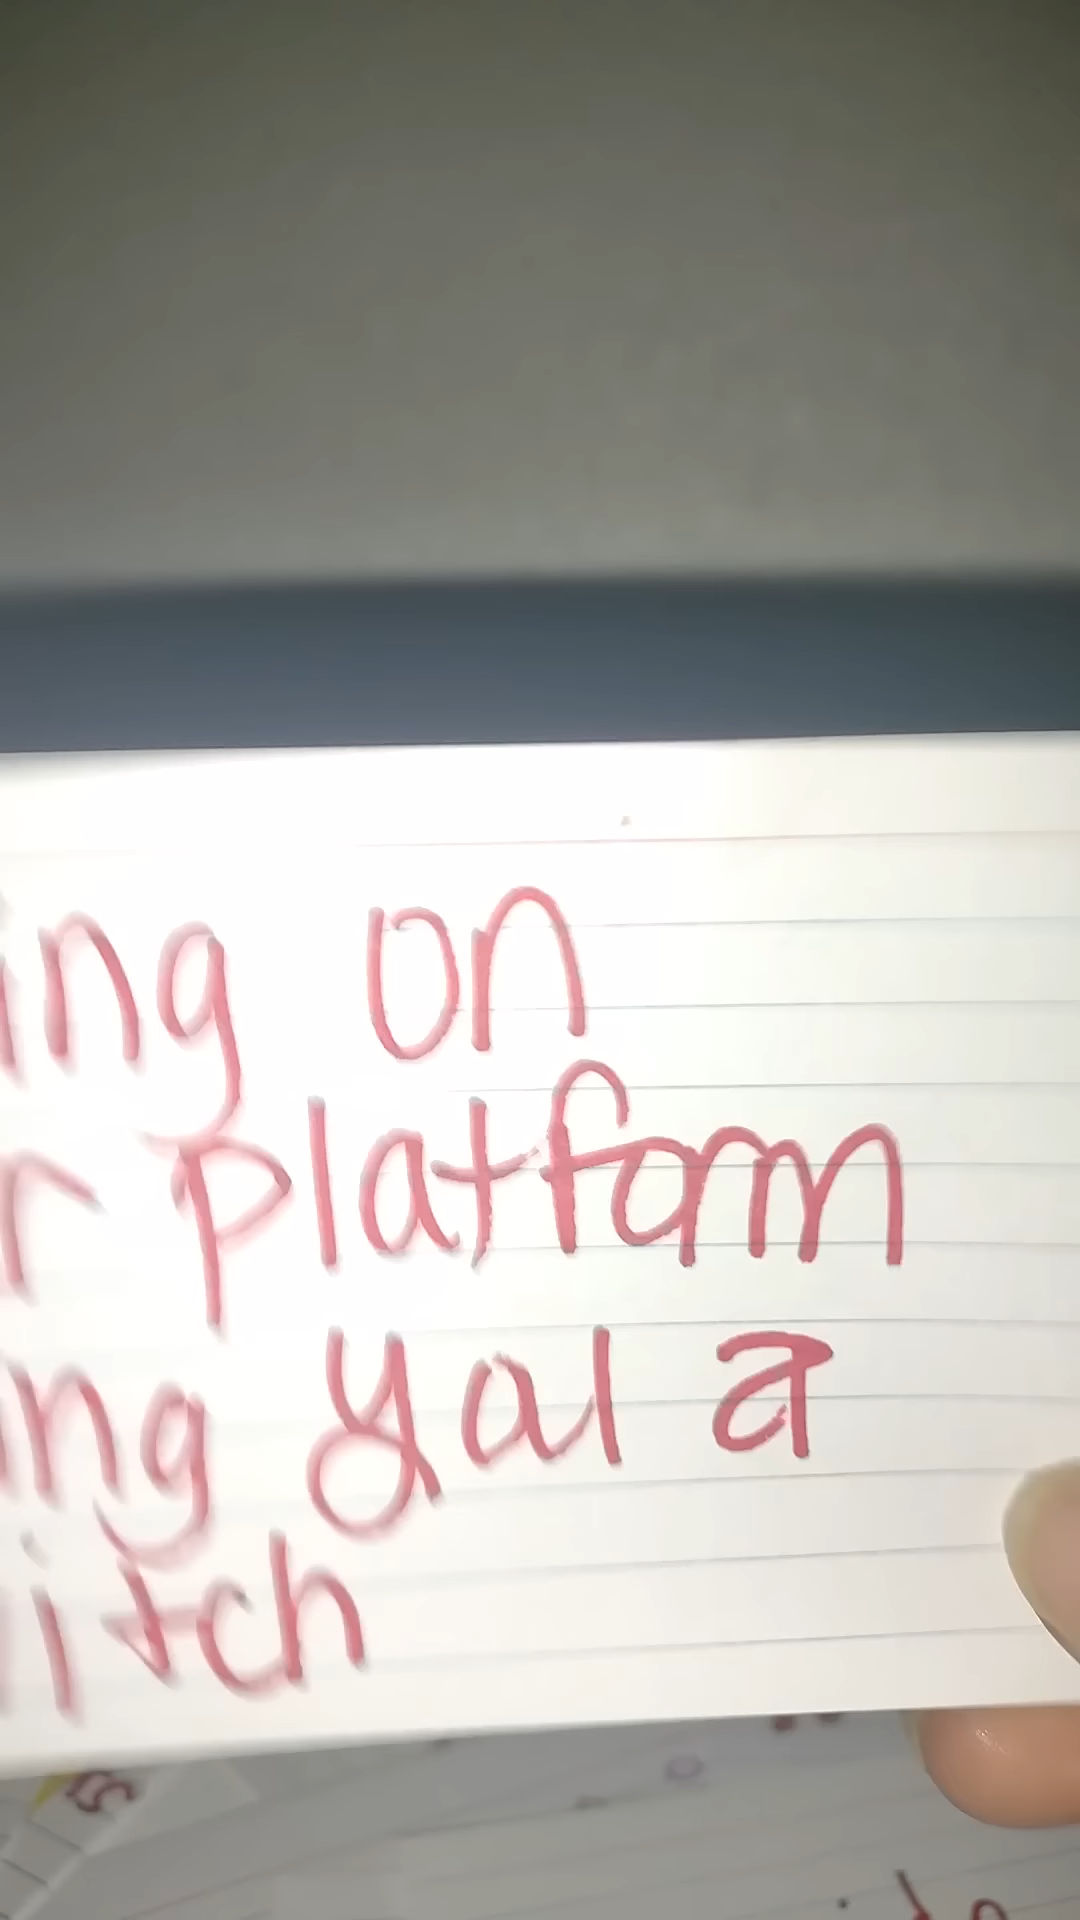 ing on
r platform
ing yal a
itch